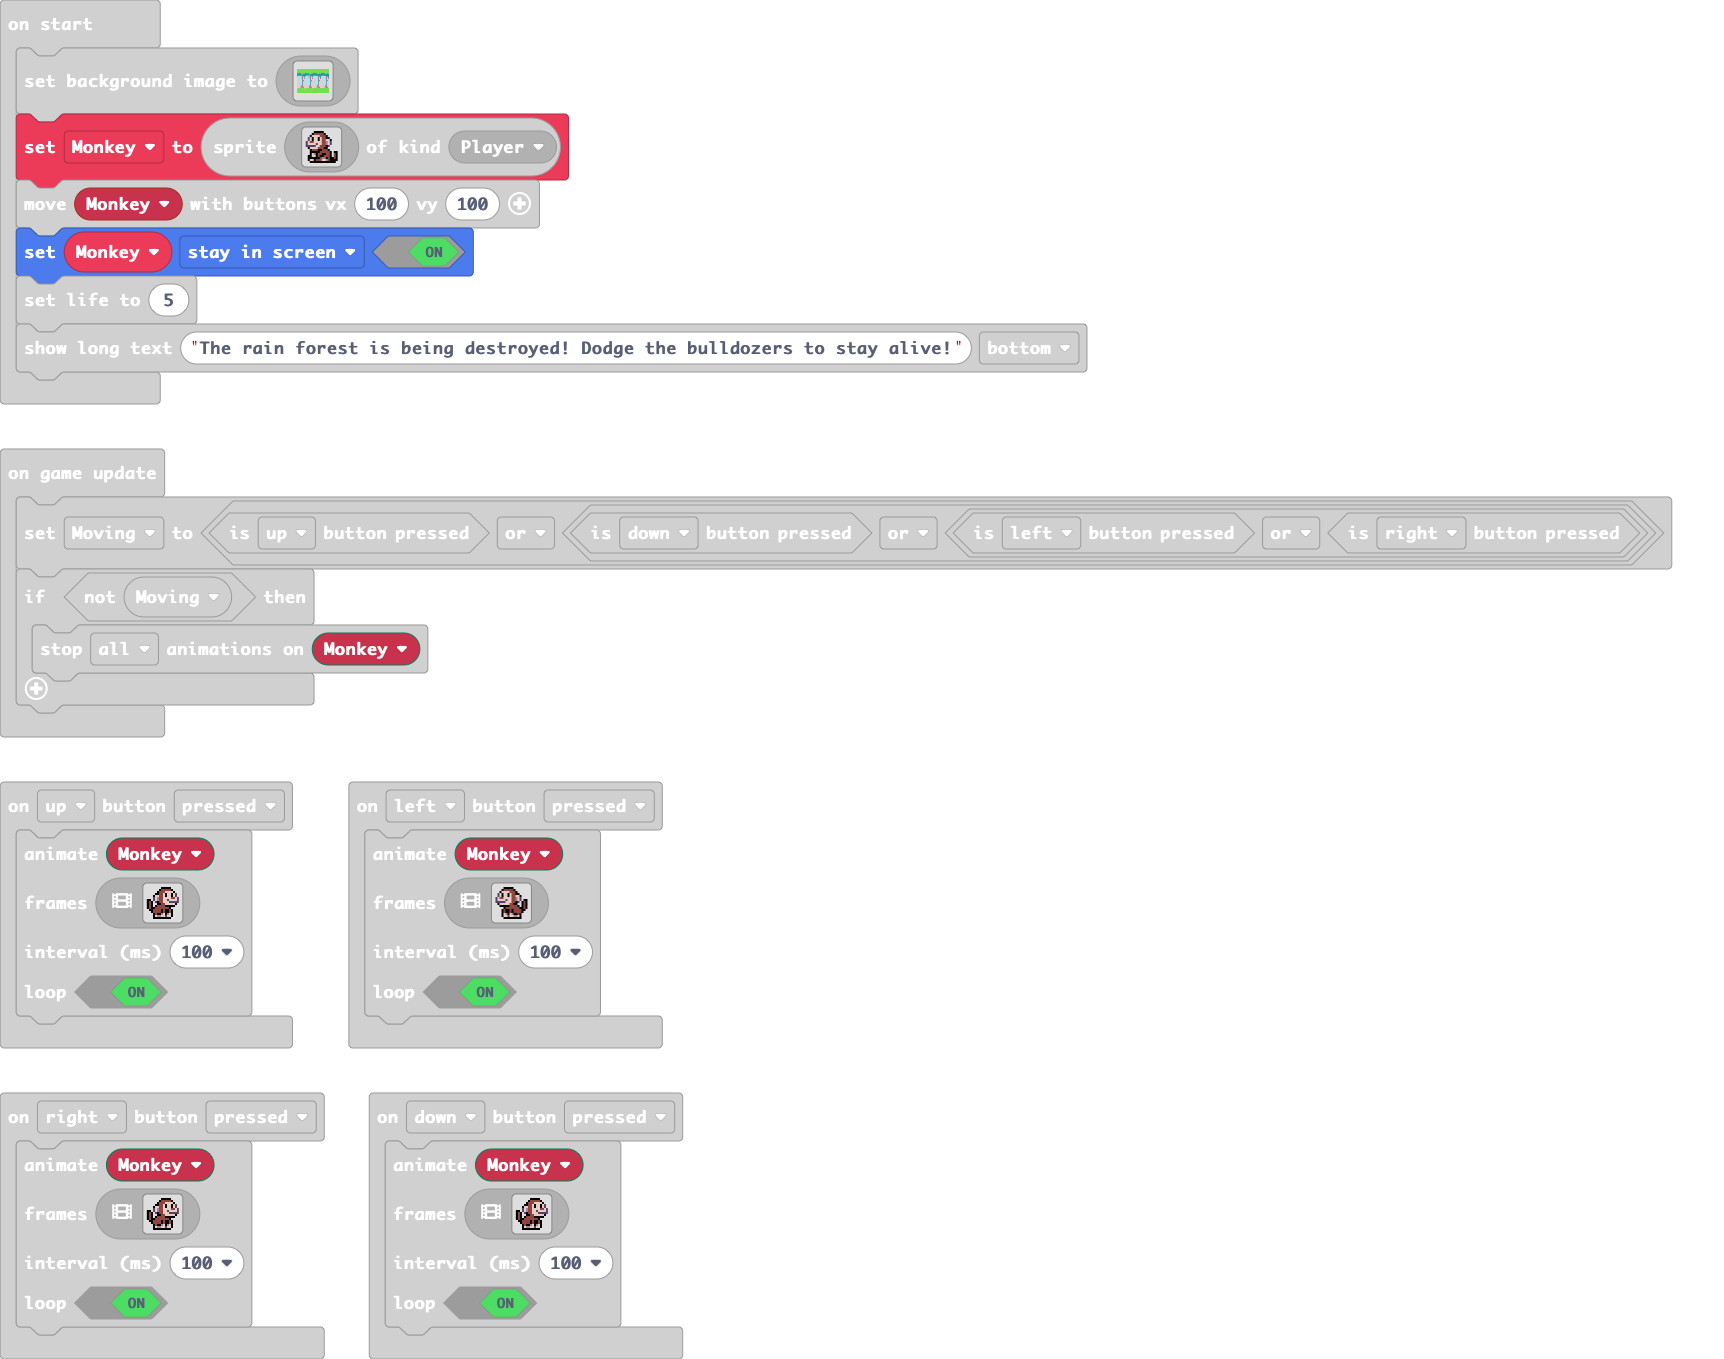 on start
set background image to
set Monkey to sprite of kind Player
move Monkey with buttons vx 100 vy 100
set Monkey stay in screen ON
set life to 5
show long text "The rain forest is being destroyed! Dodge the bulldozers to stay alive!" bottom
on game update
set Moving to is up button pressed or is down button pressed or is left button pressed or is right button pressed
if not Moving then
stop all animations on Monkey
on up button pressed
animate Monkey
frames
interval (ms) 100
loop ON
on left button pressed
animate Monkey
frames
interval (ms) 100
loop ON
on right button pressed
animate Monkey
frames
interval (ms) 100
loop ON
on down button pressed
animate Monkey
frames
interval (ms) 100
loop ON